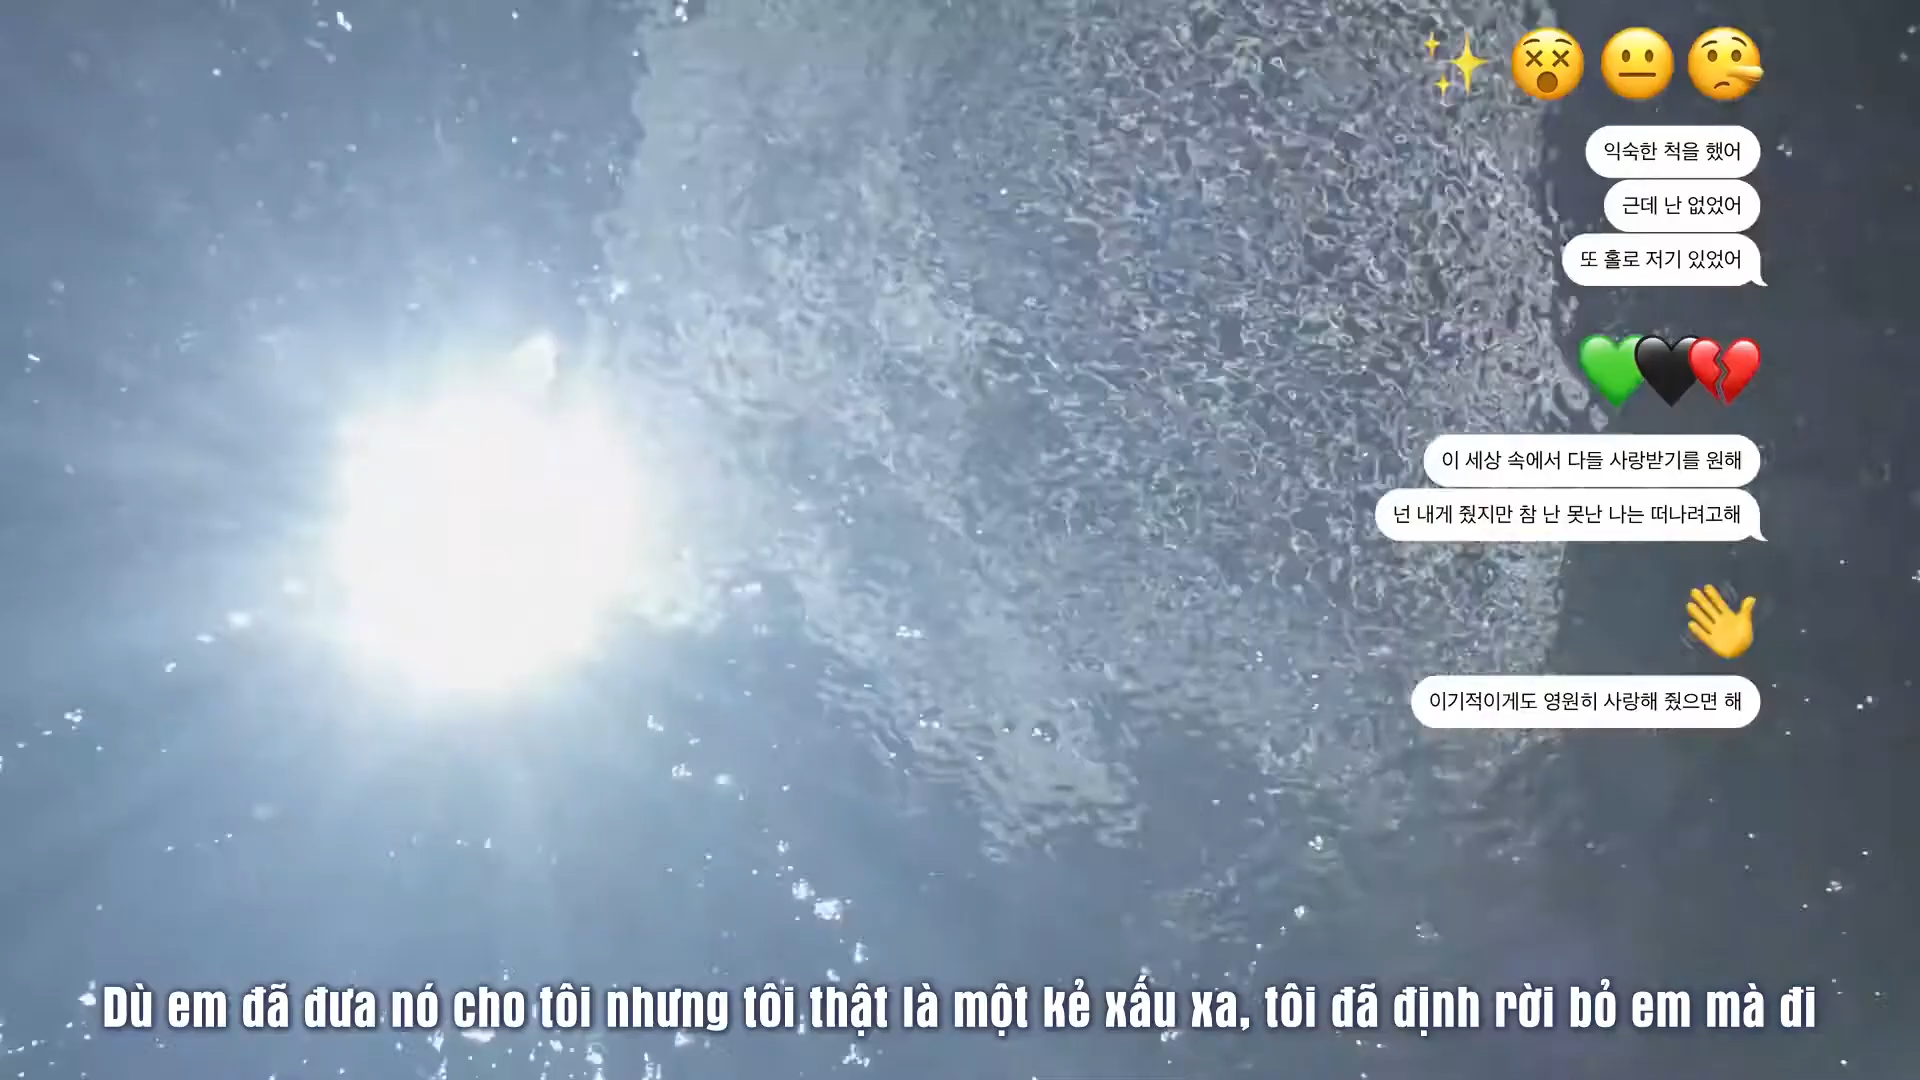 익숙한 척을 했어
근데 난 없었어
또 홀로 저기 있었어
이 세상 속에서 다들 사랑받기를 원해
넌 내게 줬지만 참 난 못난 나는 떠나려고해
이기적이게도 영원히 사랑해 줬으면 해
Dù em đã đưa nó cho tôi nhưng tôi thật là một kẻ xấu xa, tôi đã định rời bỏ em mà đi